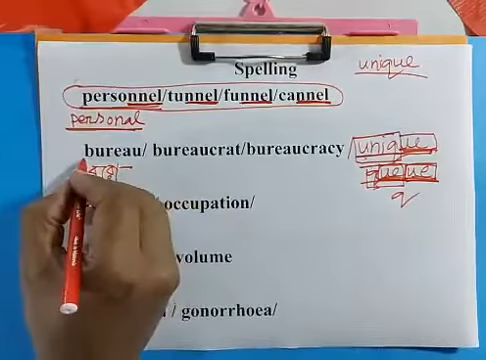 Spelling
unique
personnel/tunnel/funnel/cannel
personal
bureau/ bureaucrat/bureaucracy /unique
queue
q
occupation/
volume
/ gonorrhoea/